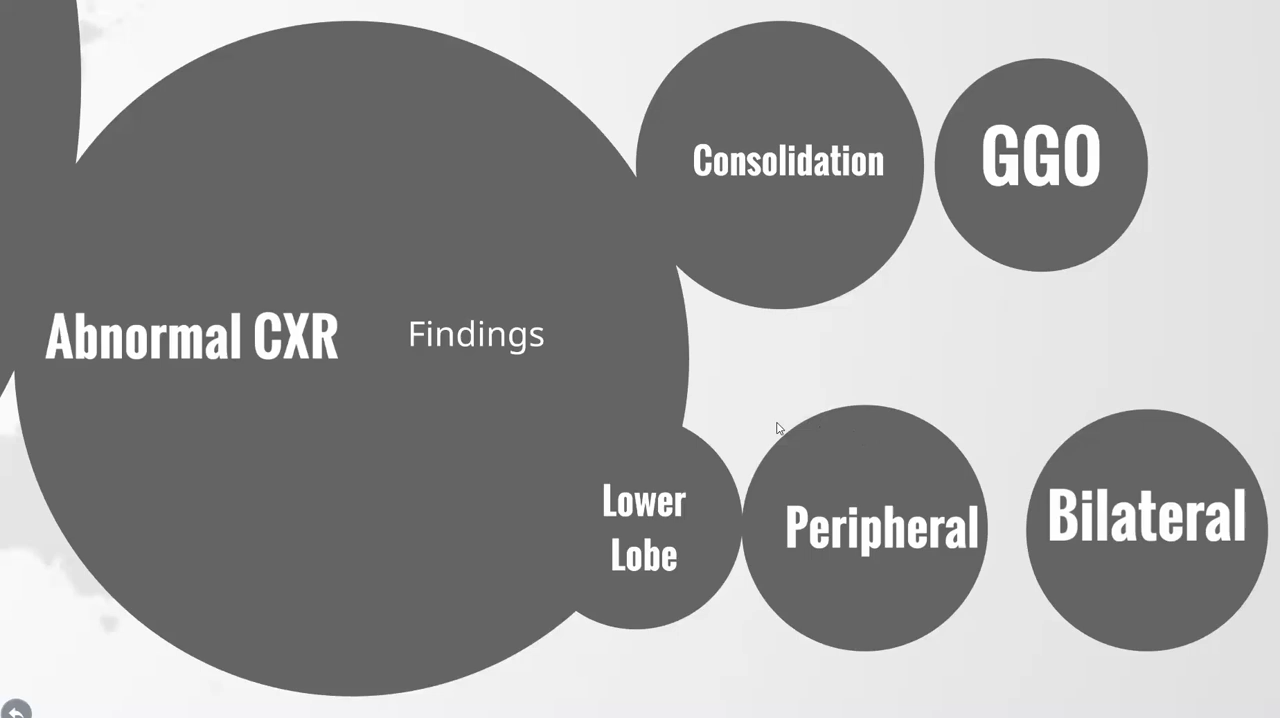 Abnormal CXR
Findings
Consolidation
GGO
Lower
Lobe
Peripheral
Bilateral